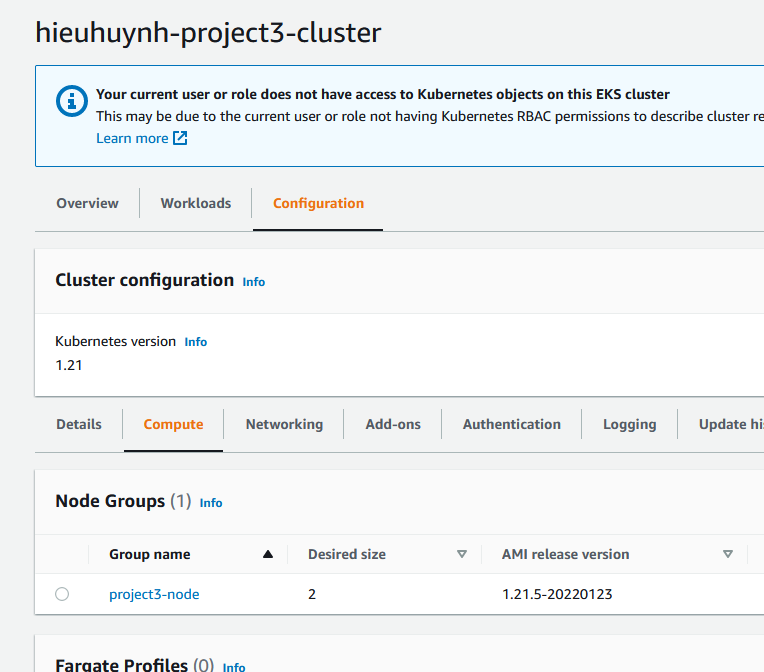 hieuhuynh-project3-cluster
Your current user or role does not have access to Kubernetes objects on this EKS cluster
This may be due to the current user or role not having Kubernetes RBAC permissions to describe cluster re
Learn more
Overview Workloads Configuration
Cluster configuration Info
Kubernetes version Info
1.21
Details Compute Networking Add-ons Authentication Logging Update hi
Node Groups (1) Info
Group name Desired size AMI release version
project3-node 2 1.21.5-20220123
Fargate Profiles (0) Info